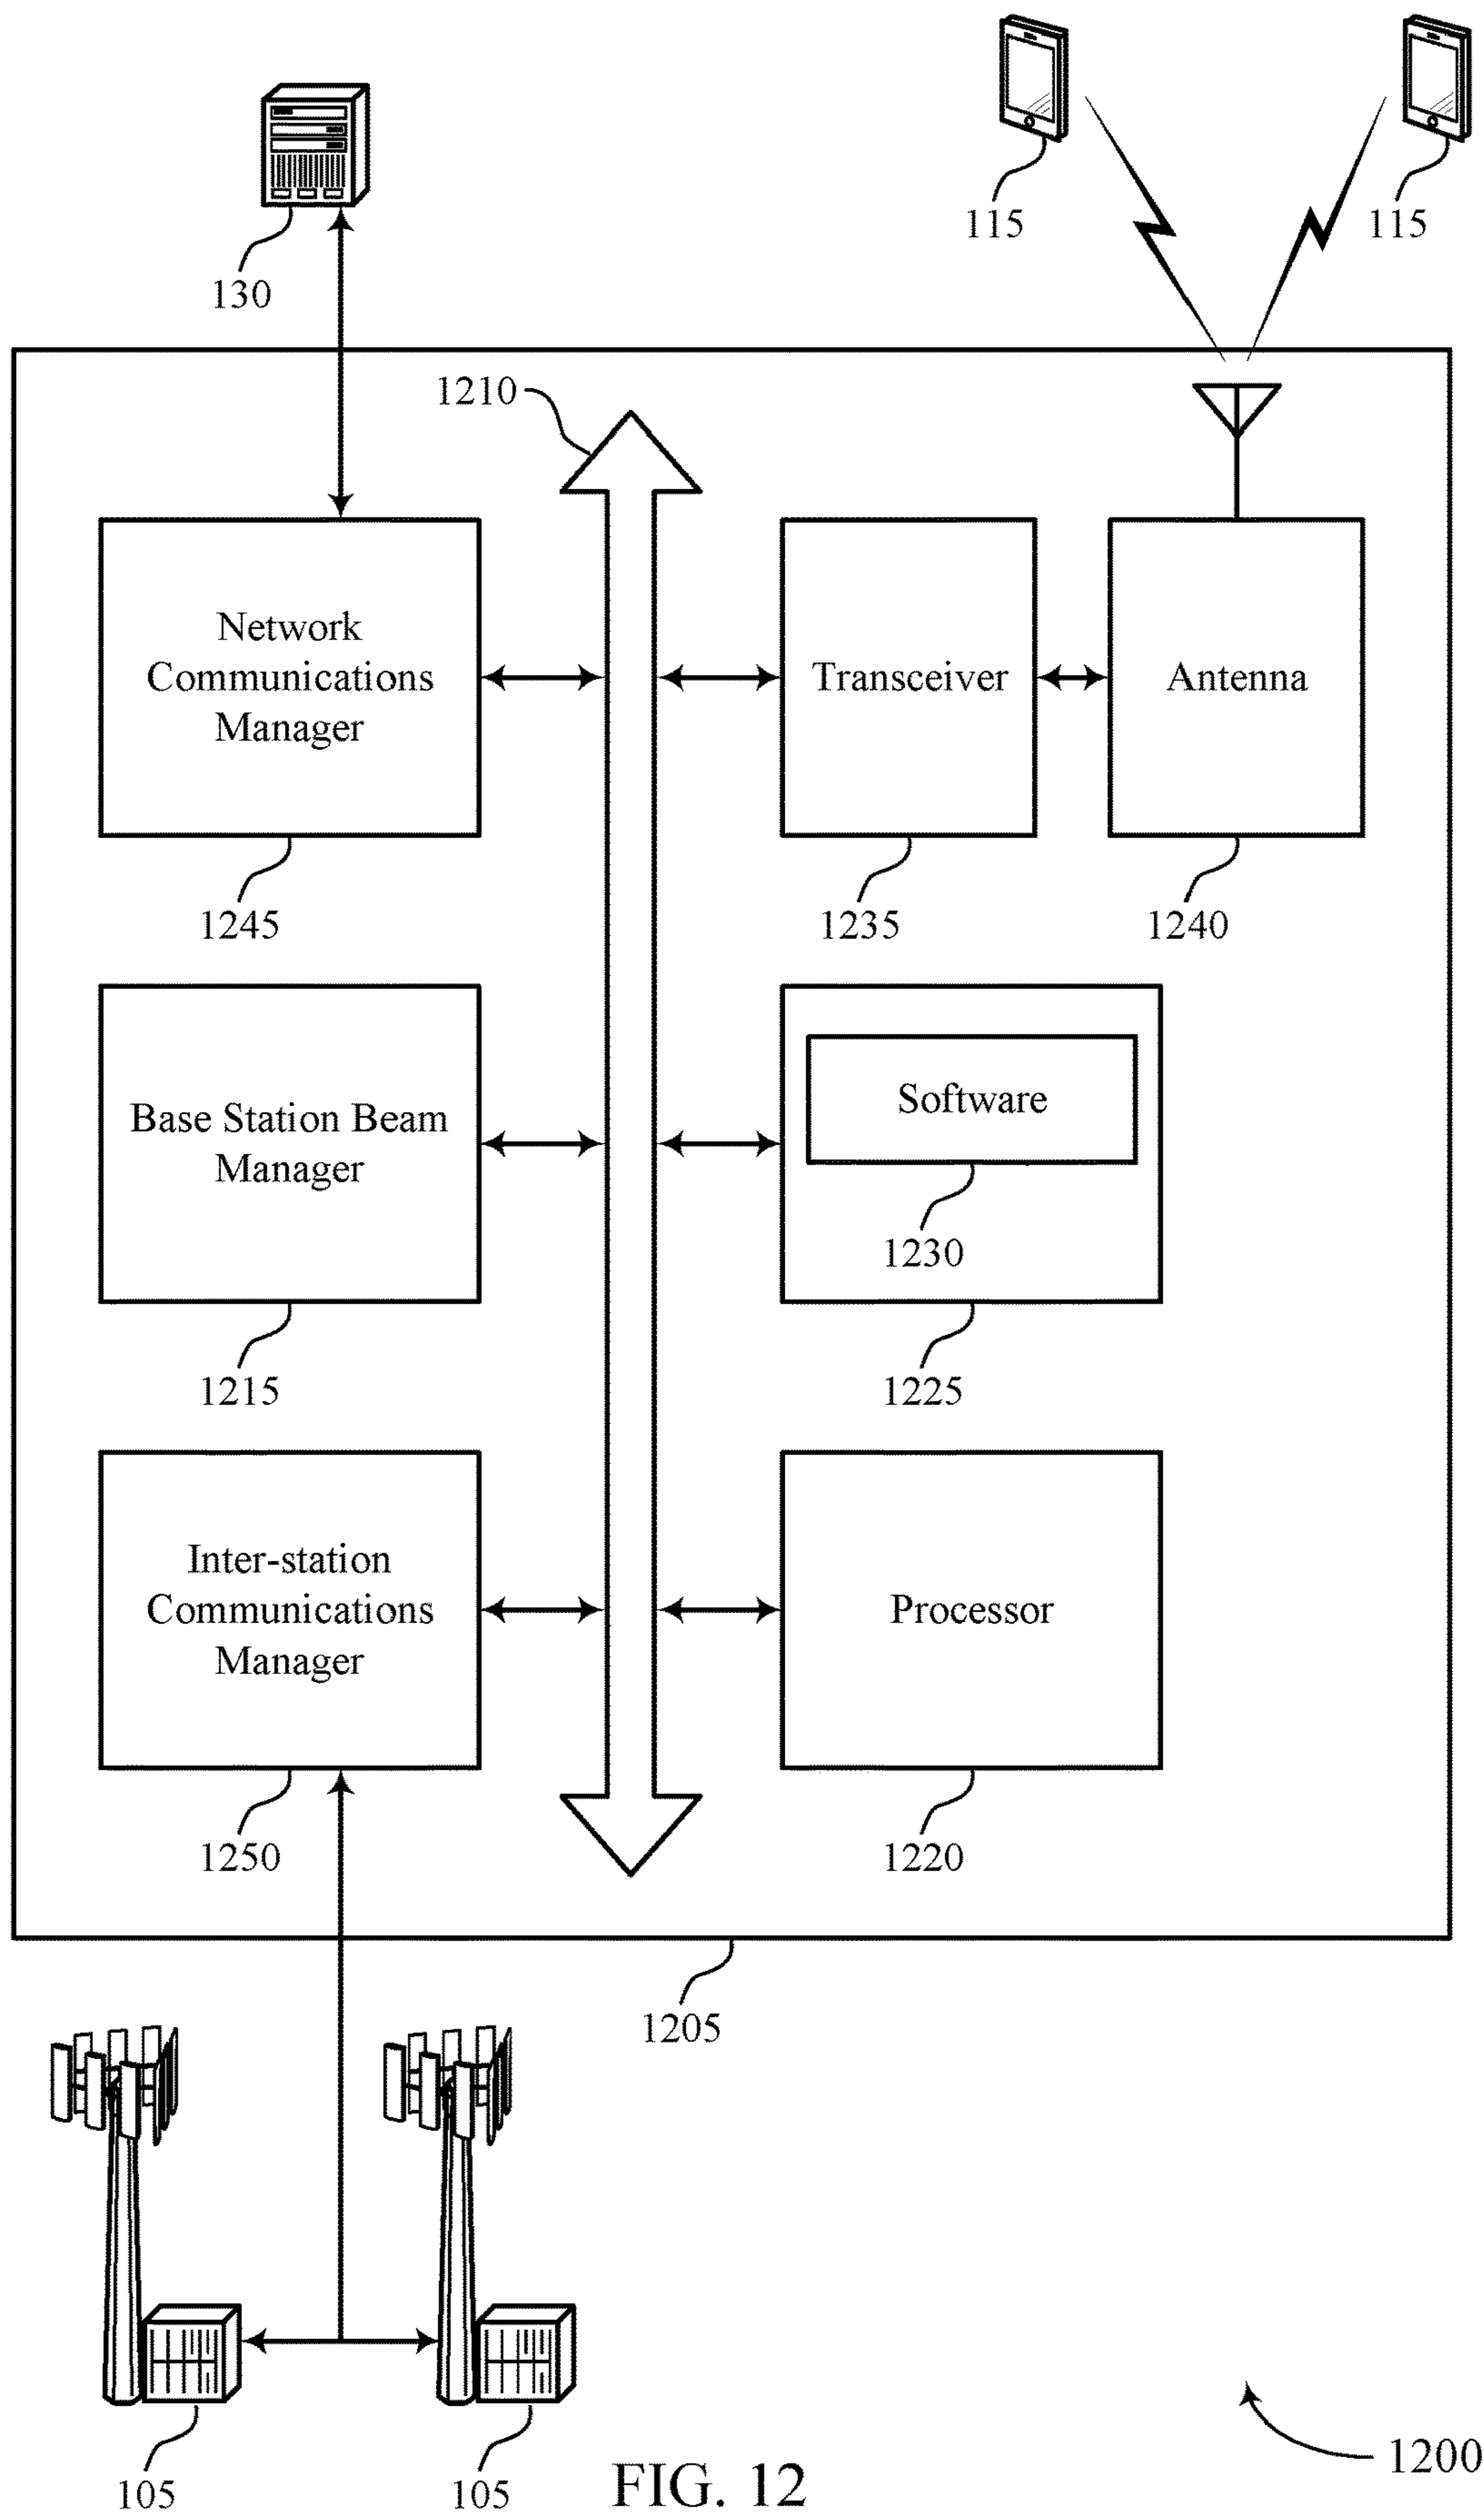 130
115
115
1210
Network
Communications
Manager
Transceiver
Antenna
1245
1235
1240
Base Station Beam
Manager
Software
1230
1215
1225
Inter-station
Communications
Manager
Processor
1250
1220
1205
105
105
FIG. 12
1200